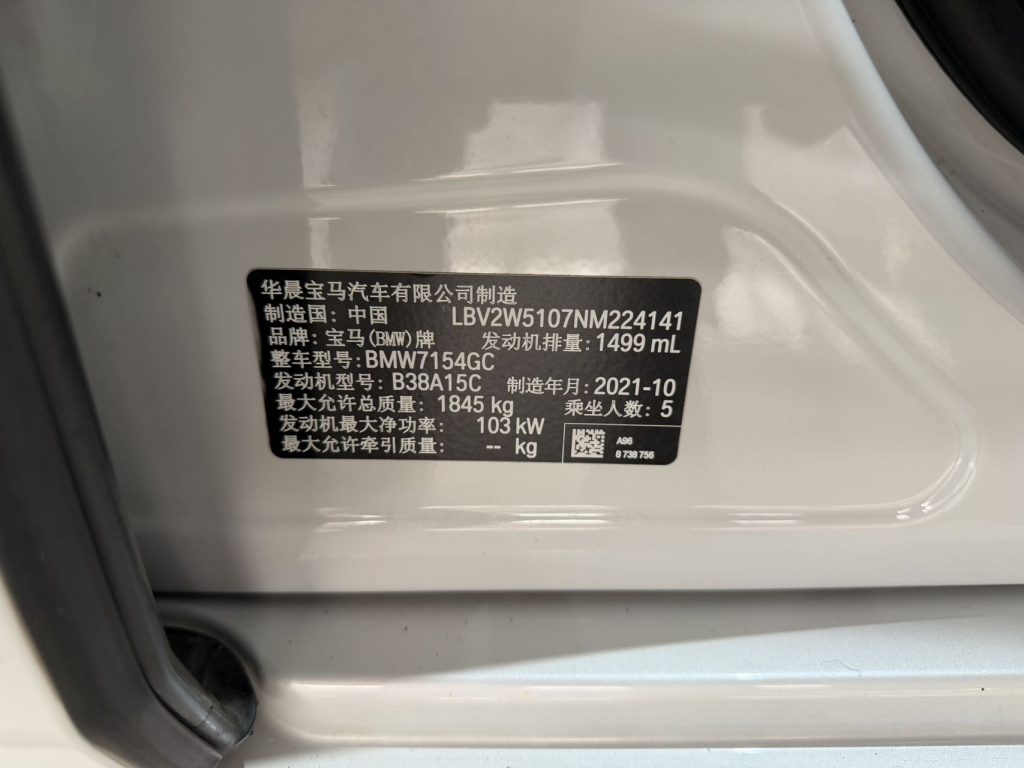 华晨宝马汽车有限公司制造
制造国：中国 LBV2W5107NM224141
品牌：宝马(BMW)牌 发动机排量：1499 mL
整车型号：BMW7154GC
发动机型号：B38A15C 制造年月：2021-10
最大允许总质量：1845 kg 乘坐人数：5
发动机最大净功率： 103 kW
最大允许牵引质量： -- kg
A96
8 738 756